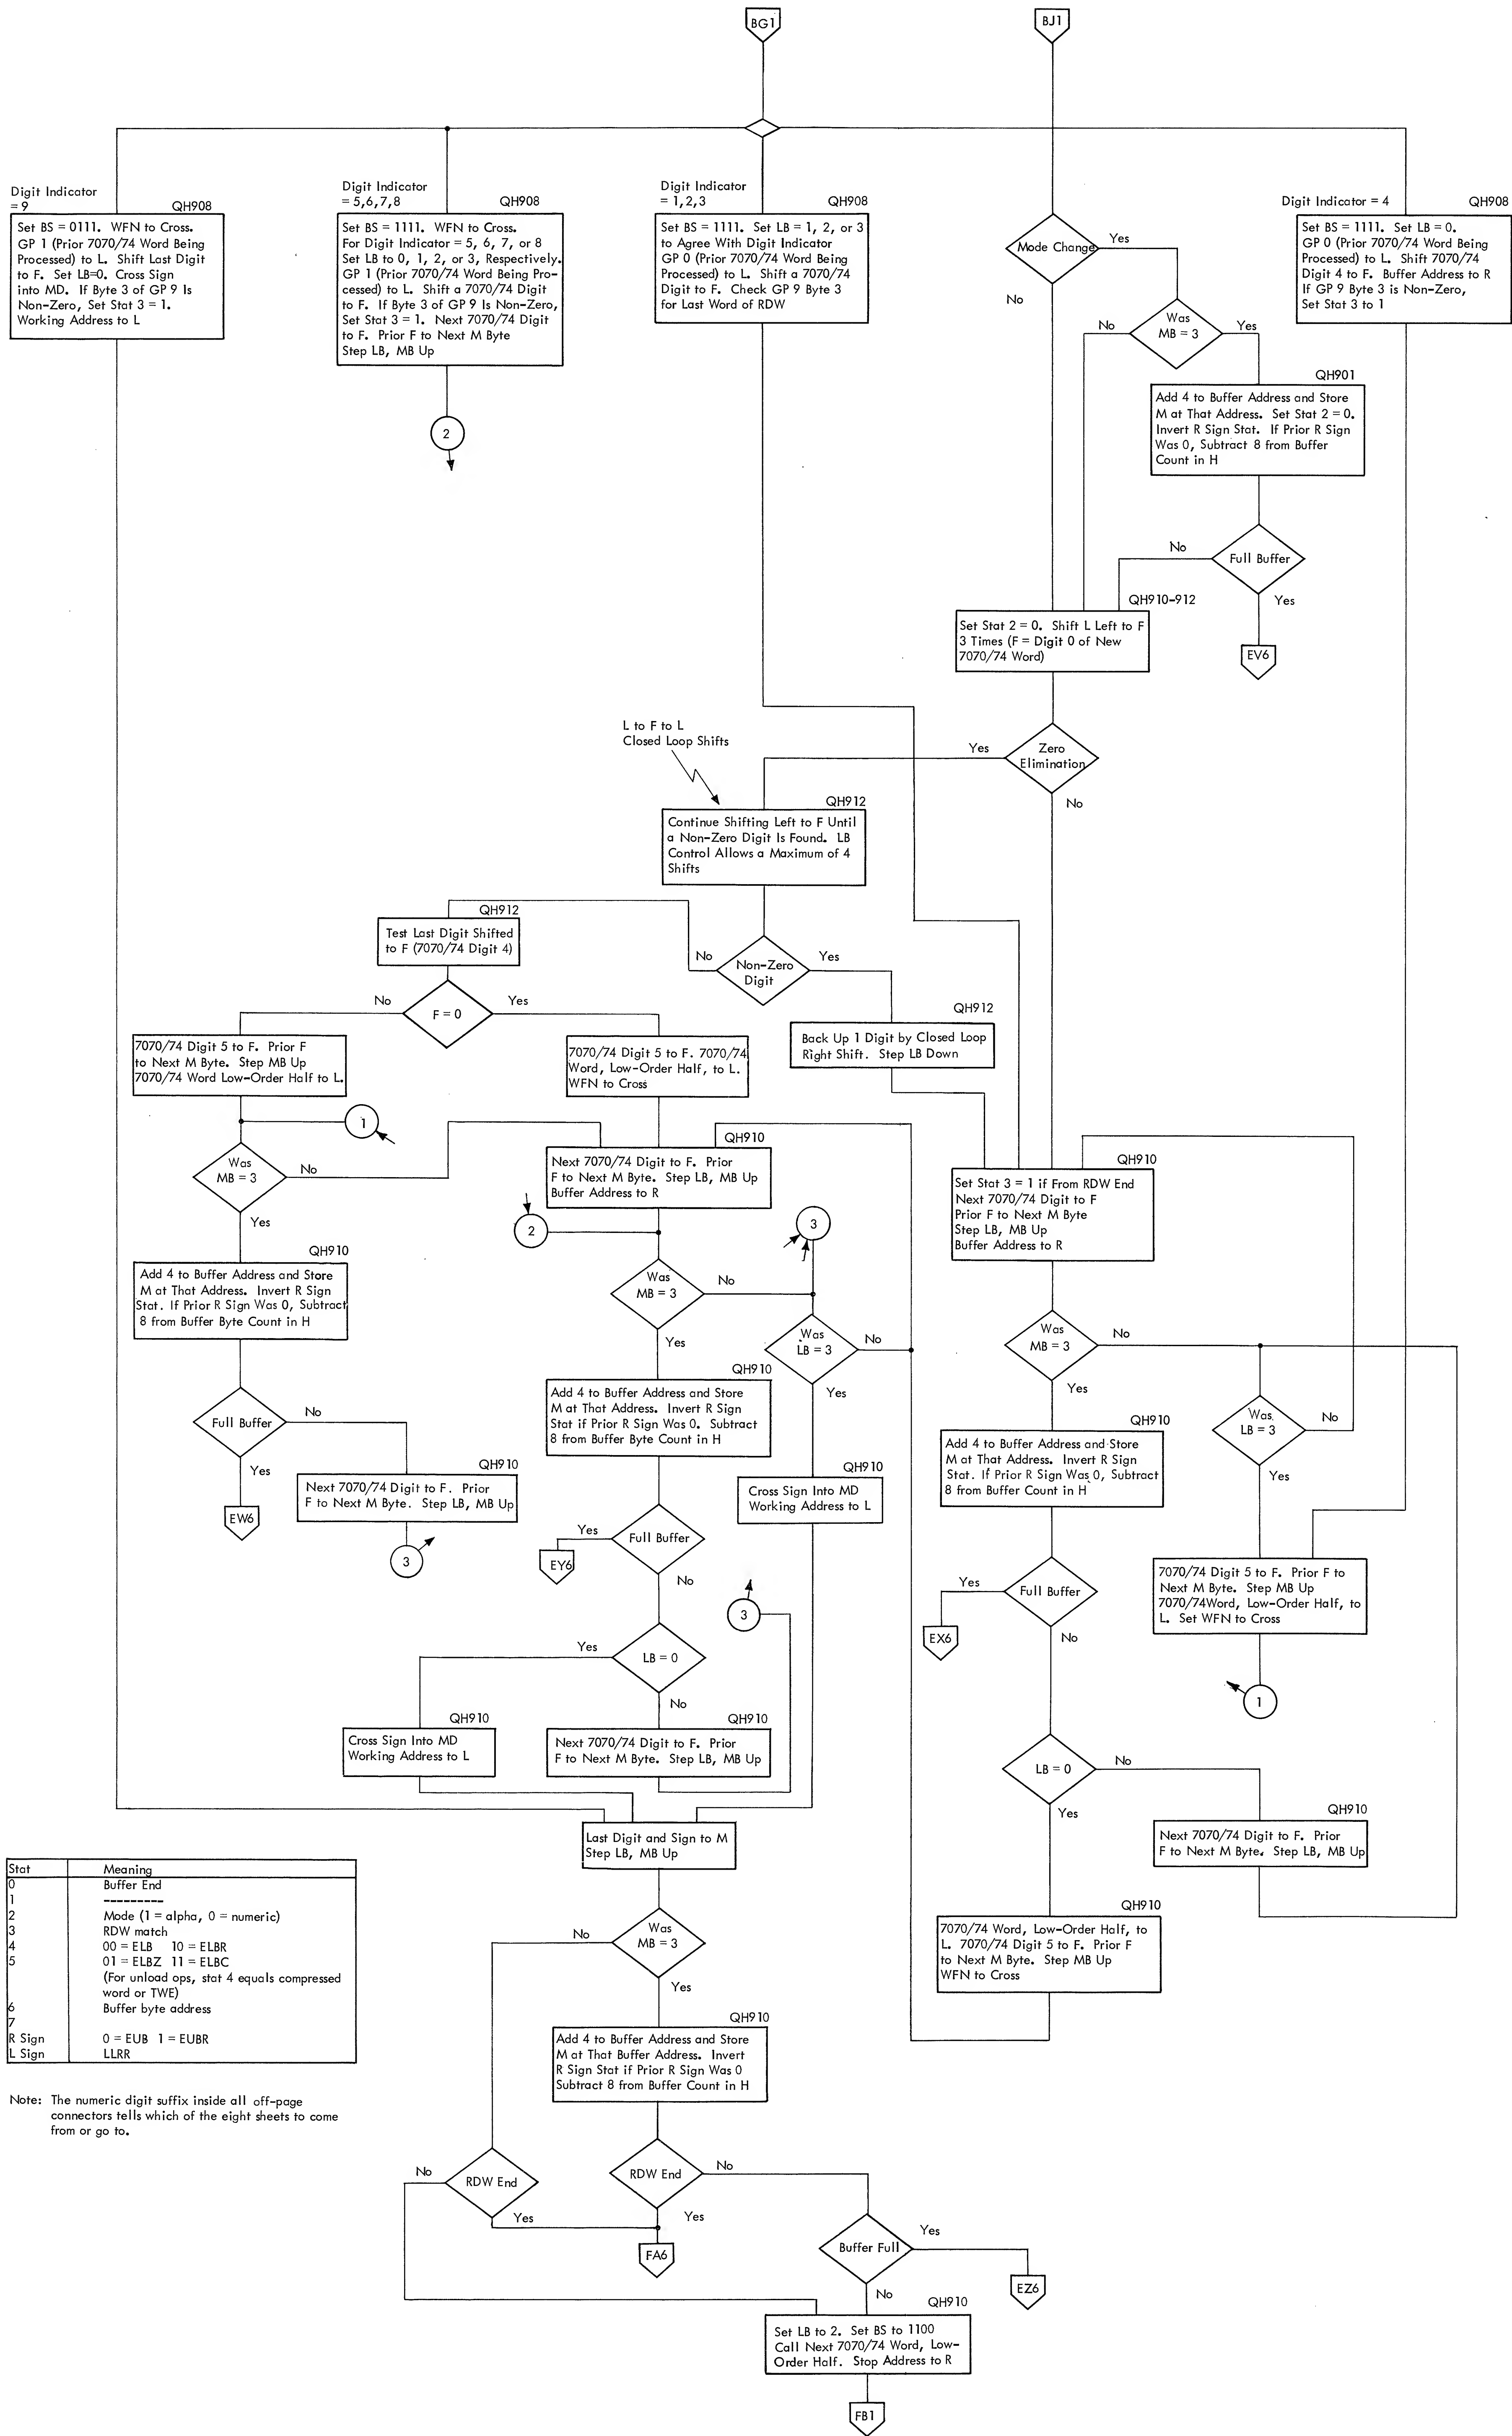 BG1
BJ1
Digit Indicator
= 9
QH908
Set BS = 0111. WFN to Cross.
GP 1 (Prior 7070/74 Word Being
Processed) to L. Shift Last Digit
to F. Set LB=0. Cross Sign
into MD. If Byte 3 of GP 9 Is
Non-Zero, Set Stat 3 = 1.
Working Address to L
Digit Indicator
= 5,6,7,8
QH908
Set BS = 1111. WFN to Cross.
For Digit Indicator = 5, 6, 7, or 8
Set LB to 0, 1, 2, or 3, Respectively.
GP 1 (Prior 7070/74 Word Being Pro-
cessed) to L. Shift a 7070/74 Digit
to F. If Byte 3 of GP 9 Is Non-Zero,
Set Stat 3 = 1. Next 7070/74 Digit
to F. Prior F to Next M Byte
Step LB, MB Up
2
Digit Indicator
= 1,2,3
QH908
Set BS = 1111. Set LB = 1, 2, or 3
to Agree With Digit Indicator
GP 0 (Prior 7070/74 Word Being
Processed) to L. Shift a 7070/74
Digit to F. Check GP 9 Byte 3
for Last Word of RDW
Digit Indicator = 4
QH908
Set BS = 1111. Set LB = 0.
GP 0 (Prior 7070/74 Word Being
Processed) to L. Shift 7070/74
Digit 4 to F. Buffer Address to R
If GP 9 Byte 3 is Non-Zero,
Set Stat 3 to 1
Mode Change
Yes
No
Was
MB = 3
No
Yes
QH901
Add 4 to Buffer Address and Store
M at That Address. Set Stat 2 = 0.
Invert R Sign Stat. If Prior R Sign
Was 0, Subtract 8 from Buffer
Count in H
Full Buffer
No
Yes
EV6
QH910-912
Set Stat 2 = 0. Shift L Left to F
3 Times (F = Digit 0 of New
7070/74 Word)
Zero
Elimination
Yes
No
L to F to L
Closed Loop Shifts
QH912
Continue Shifting Left to F Until
a Non-Zero Digit Is Found. LB
Control Allows a Maximum of 4
Shifts
Non-Zero
Digit
No
Yes
QH912
Test Last Digit Shifted
to F (7070/74 Digit 4)
F = 0
No
Yes
QH912
Back Up 1 Digit by Closed Loop
Right Shift. Step LB Down
7070/74 Digit 5 to F. Prior F
to Next M Byte. Step MB Up
7070/74 Word Low-Order Half to L.
7070/74 Digit 5 to F. 7070/74
Word, Low-Order Half, to L.
WFN to Cross
1
Was
MB = 3
No
Yes
QH910
Next 7070/74 Digit to F. Prior
F to Next M Byte. Step LB, MB Up
Buffer Address to R
2
3
QH910
Set Stat 3 = 1 if From RDW End
Next 7070/74 Digit to F
Prior F to Next M Byte
Step LB, MB Up
Buffer Address to R
QH910
Add 4 to Buffer Address and Store
M at That Address. Invert R Sign
Stat. If Prior R Sign Was 0, Subtract
8 from Buffer Byte Count in H
Was
MB = 3
No
Yes
Was
LB = 3
No
Yes
Was
MB = 3
No
Yes
Was
LB = 3
No
Yes
Full Buffer
No
Yes
EW6
QH910
Next 7070/74 Digit to F. Prior
F to Next M Byte. Step LB, MB Up
3
QH910
Add 4 to Buffer Address and Store
M at That Address. Invert R Sign
Stat if Prior R Sign Was 0. Subtract
8 from Buffer Byte Count in H
QH910
Cross Sign Into MD
Working Address to L
QH910
Add 4 to Buffer Address and Store
M at That Address. Invert R Sign
Stat. If Prior R Sign Was 0, Subtract
8 from Buffer Count in H
Full Buffer
Yes
No
EY6
3
Full Buffer
Yes
No
EX6
7070/74 Digit 5 to F. Prior F to
Next M Byte. Step MB Up
7070/74Word, Low-Order Half, to
L. Set WFN to Cross
1
LB = 0
Yes
No
QH910
Cross Sign Into MD
Working Address to L
QH910
Next 7070/74 Digit to F. Prior
F to Next M Byte. Step LB, MB Up
LB = 0
No
Yes
QH910
Next 7070/74 Digit to F. Prior
F to Next M Byte. Step LB, MB Up
Last Digit and Sign to M
Step LB, MB Up
QH910
7070/74 Word, Low-Order Half, to
L. 7070/74 Digit 5 to F. Prior F
to Next M Byte. Step MB Up
WFN to Cross
Was
MB = 3
No
Yes
QH910
Add 4 to Buffer Address and Store
M at That Buffer Address. Invert
R Sign Stat if Prior R Sign Was 0
Subtract 8 from Buffer Count in H
Stat Meaning
0 Buffer End
1 ---------
2 Mode (1 = alpha, 0 = numeric)
3 RDW match
4 00 = ELB 10 = ELBR
5 01 = ELBZ 11 = ELBC
(For unload ops, stat 4 equals compressed
word or TWE)
6 Buffer byte address
7
R Sign 0 = EUB 1 = EUBR
L Sign LLRR
Note: The numeric digit suffix inside all off-page
connectors tells which of the eight sheets to come
from or go to.
RDW End
No
Yes
RDW End
No
Yes
FA6
Buffer Full
Yes
No
EZ6
QH910
Set LB to 2. Set BS to 1100
Call Next 7070/74 Word, Low-
Order Half. Stop Address to R
FB1